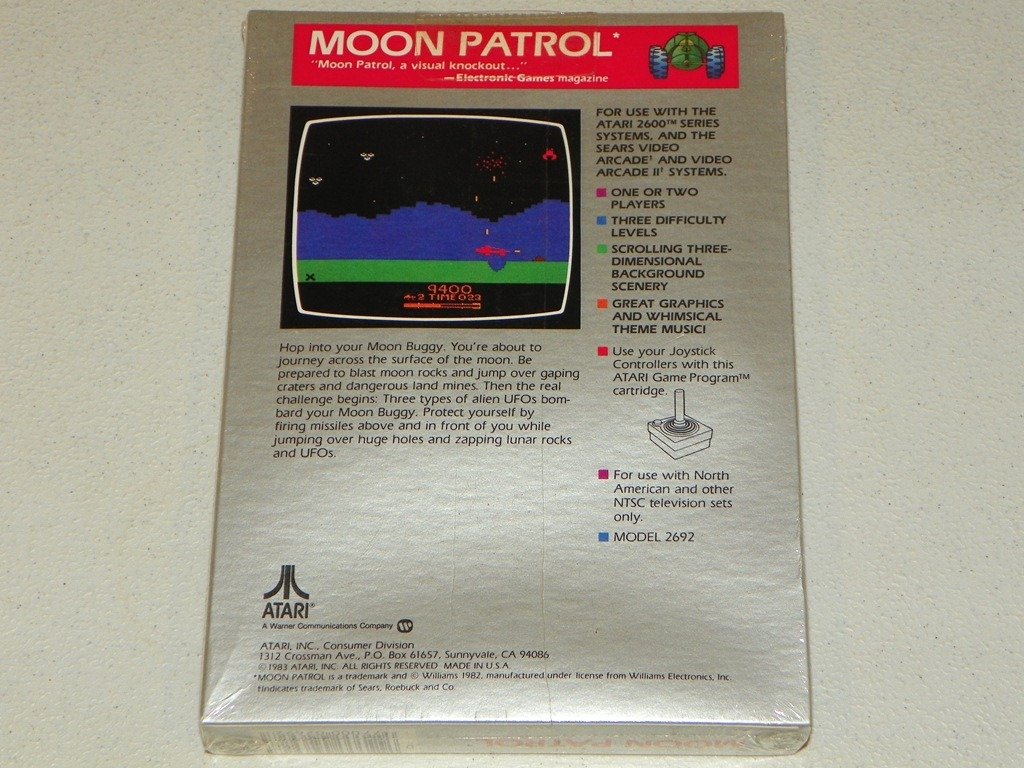 MOON PATROL*
"Moon Patrol, a visual knockout..."
—Electronic Games magazine
9400
2 TIME 023
FOR USE WITH THE
ATARI 2600™ SERIES
SYSTEMS, AND THE
SEARS VIDEO
ARCADE† AND VIDEO
ARCADE II† SYSTEMS.
ONE OR TWO
PLAYERS
THREE DIFFICULTY
LEVELS
SCROLLING THREE-
DIMENSIONAL
BACKGROUND
SCENERY
GREAT GRAPHICS
AND WHIMSICAL
THEME MUSIC!
Use your Joystick
Controllers with this
ATARI Game Program™
cartridge.
For use with North
American and other
NTSC television sets
only.
MODEL 2692
Hop into your Moon Buggy. You're about to
journey across the surface of the moon. Be
prepared to blast moon rocks and jump over gaping
craters and dangerous land mines. Then the real
challenge begins: Three types of alien UFOs bom-
bard your Moon Buggy. Protect yourself by
firing missiles above and in front of you while
jumping over huge holes and zapping lunar rocks
and UFOs.
ATARI®
A Warner Communications Company
ATARI, INC., Consumer Division
1312 Crossman Ave., P.O. Box 61657, Sunnyvale, CA 94086
© 1983 ATARI, INC. ALL RIGHTS RESERVED MADE IN U.S.A.
*MOON PATROL is a trademark and © Williams 1982, manufactured under license from Williams Electronics, Inc.
†Indicates trademark of Sears, Roebuck and Co.
MOON PATROL